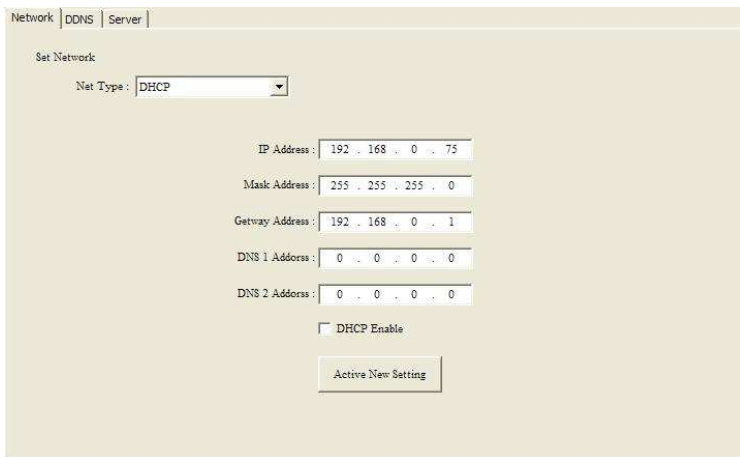 Network DDNS Server
Set Network
Net Type : DHCP
IP Address : 192 . 168 . 0 . 75
Mask Address : 255 . 255 . 255 . 0
Getway Address : 192 . 168 . 0 . 1
DNS 1 Addorss : 0 . 0 . 0 . 0
DNS 2 Addorss : 0 . 0 . 0 . 0
DHCP Enable
Active New Setting